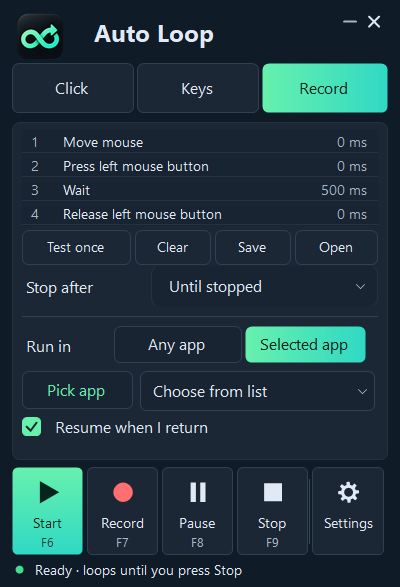 Auto Loop
Click Keys Record
1 Move mouse 0 ms
2 Press left mouse button 0 ms
3 Wait 500 ms
4 Release left mouse button 0 ms
Test once Clear Save Open
Stop after Until stopped
Run in Any app Selected app
Pick app Choose from list
Resume when I return
Start Record Pause Stop Settings
F6 F7 F8 F9
Ready · loops until you press Stop